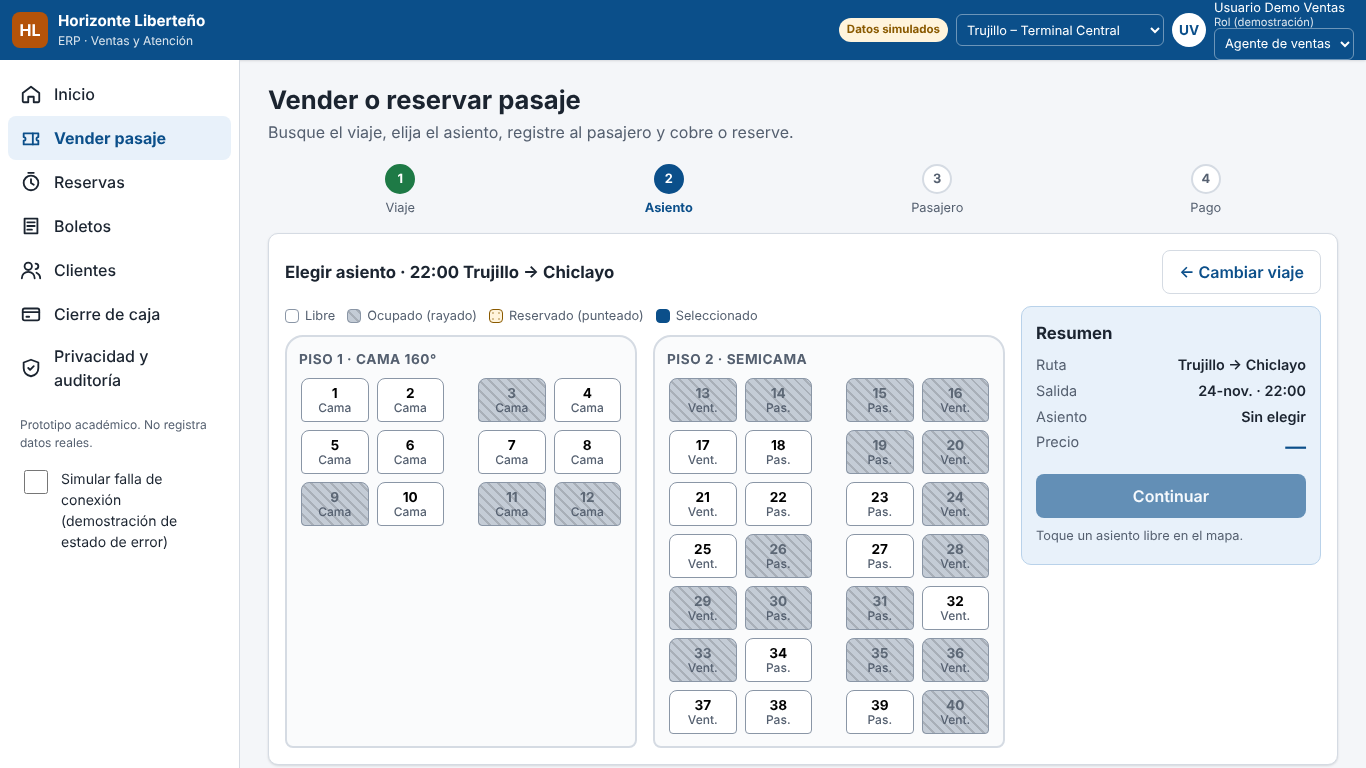 HL
Horizonte Liberteño
ERP · Ventas y Atención
Datos simulados
Trujillo – Terminal Central
UV
Usuario Demo Ventas
Rol (demostración)
Agente de ventas
Inicio
Vender pasaje
Reservas
Boletos
Clientes
Cierre de caja
Privacidad y
auditoría
Prototipo académico. No registra
datos reales.
Simular falla de
conexión
(demostración de
estado de error)
Vender o reservar pasaje
Busque el viaje, elija el asiento, registre al pasajero y cobre o reserve.
1 2 3 4
Viaje Asiento Pasajero Pago
Elegir asiento · 22:00 Trujillo → Chiclayo
← Cambiar viaje
Libre Ocupado (rayado) Reservado (punteado) Seleccionado
PISO 1 · CAMA 160°
1 2 3 4
Cama Cama Cama Cama
5 6 7 8
Cama Cama Cama Cama
9 10 11 12
Cama Cama Cama Cama
PISO 2 · SEMICAMA
13 14 15 16
Vent. Pas. Pas. Vent.
17 18 19 20
Vent. Pas. Pas. Vent.
21 22 23 24
Vent. Pas. Pas. Vent.
25 26 27 28
Vent. Pas. Pas. Vent.
29 30 31 32
Vent. Pas. Pas. Vent.
33 34 35 36
Vent. Pas. Pas. Vent.
37 38 39 40
Vent. Pas. Pas. Vent.
Resumen
Ruta Trujillo → Chiclayo
Salida 24-nov. · 22:00
Asiento Sin elegir
Precio —
Continuar
Toque un asiento libre en el mapa.